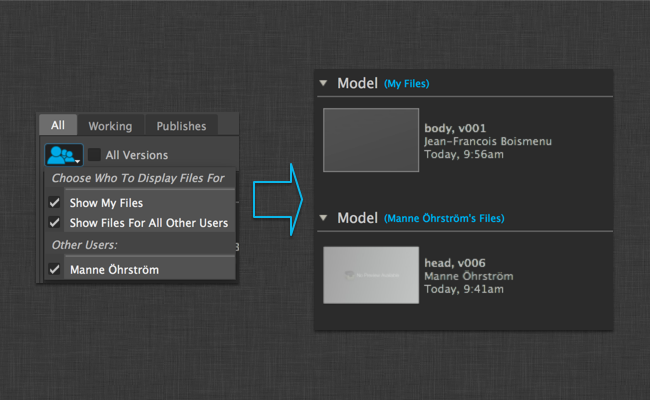 All
Working
Publishes
All Versions
Choose Who To Display Files For
Show My Files
Show Files For All Other Users
Other Users:
Manne Öhrström
Model (My Files)
body, v001
Jean-Francois Boismenu
Today, 9:56am
Model (Manne Öhrström's Files)
head, v006
Manne Öhrström
Today, 9:41am